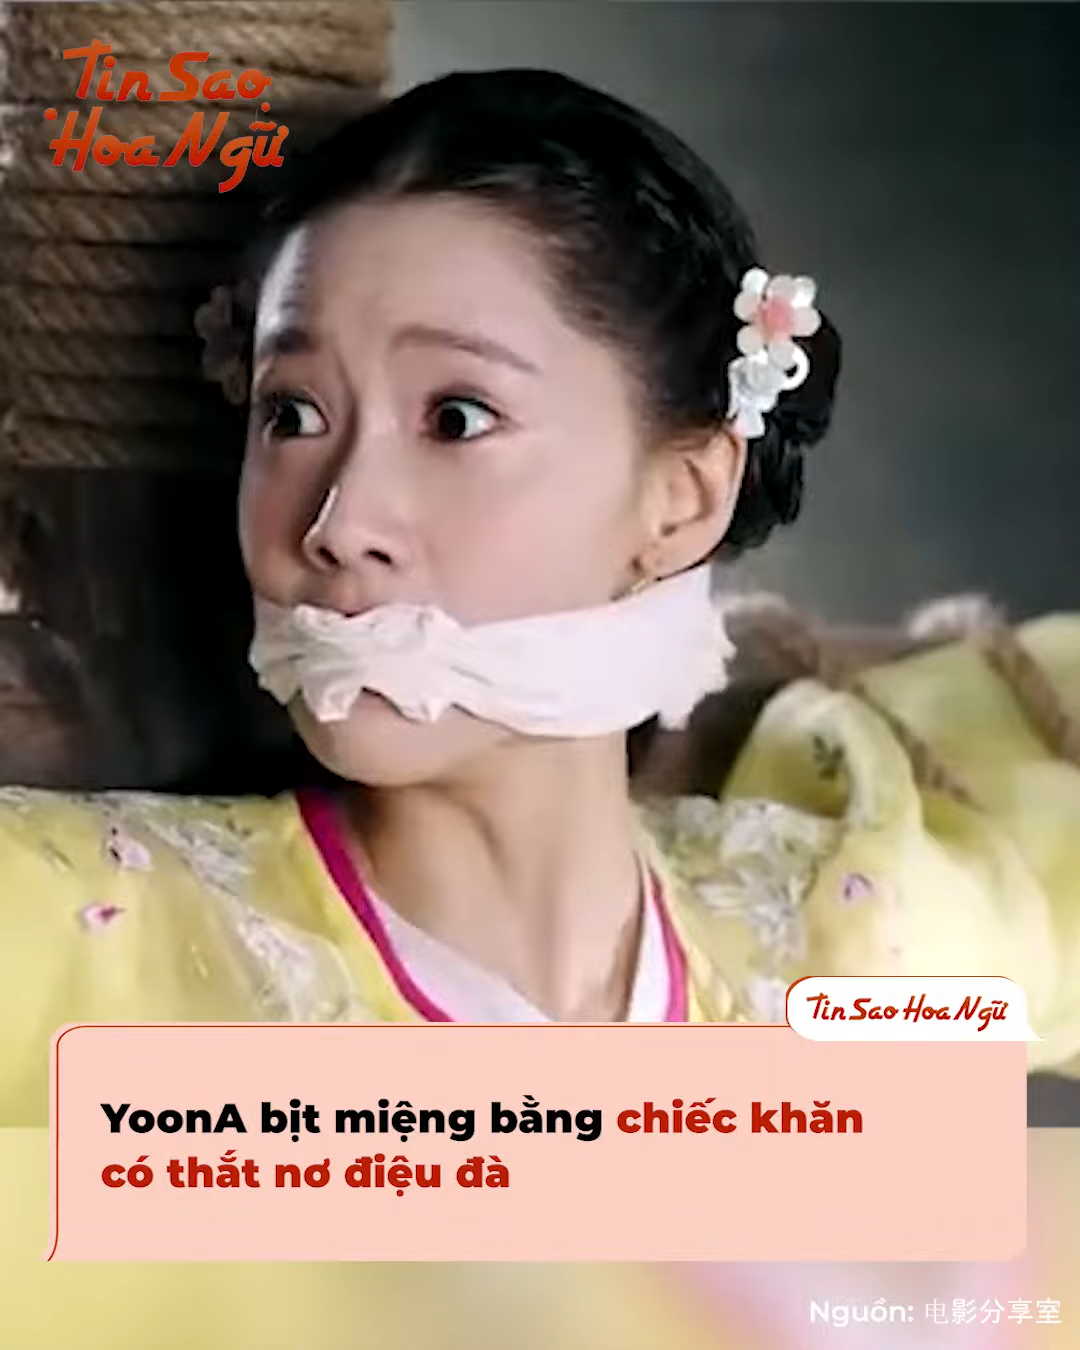 Tin Sao
Hoa Ngữ
Tin Sao Hoa Ngữ
YoonA bịt miệng bằng chiếc khăn
có thắt nơ điệu đà
Nguồn: 电影分享室